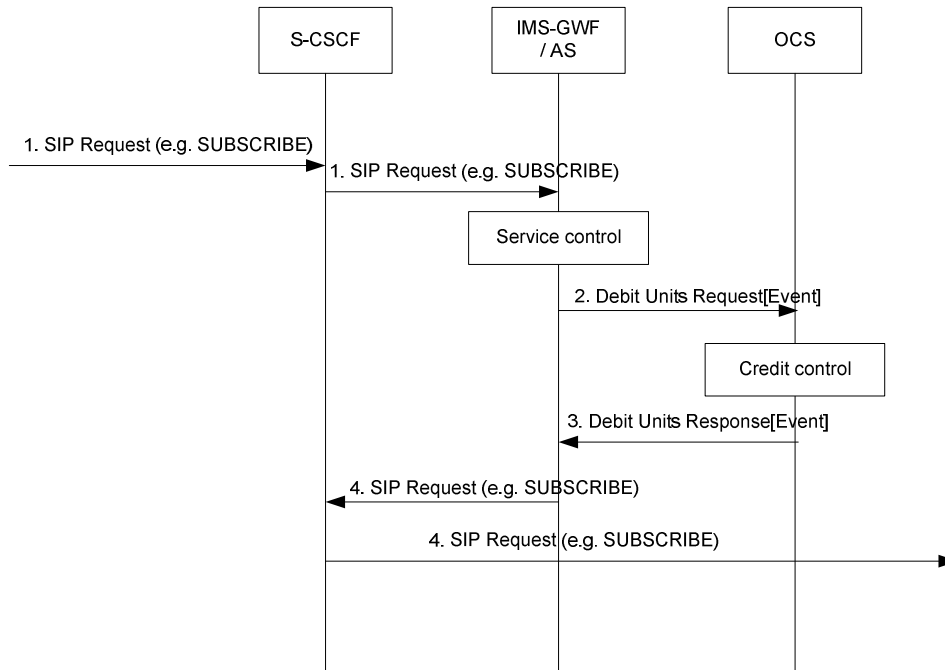 S-CSCF
IMS-GWF
/ AS
OCS
1. SIP Request (e.g. SUBSCRIBE)
1. SIP Request (e.g. SUBSCRIBE)
Service control
2. Debit Units Request[Event]
Credit control
3. Debit Units Response[Event]
4. SIP Request (e.g. SUBSCRIBE)
4. SIP Request (e.g. SUBSCRIBE)